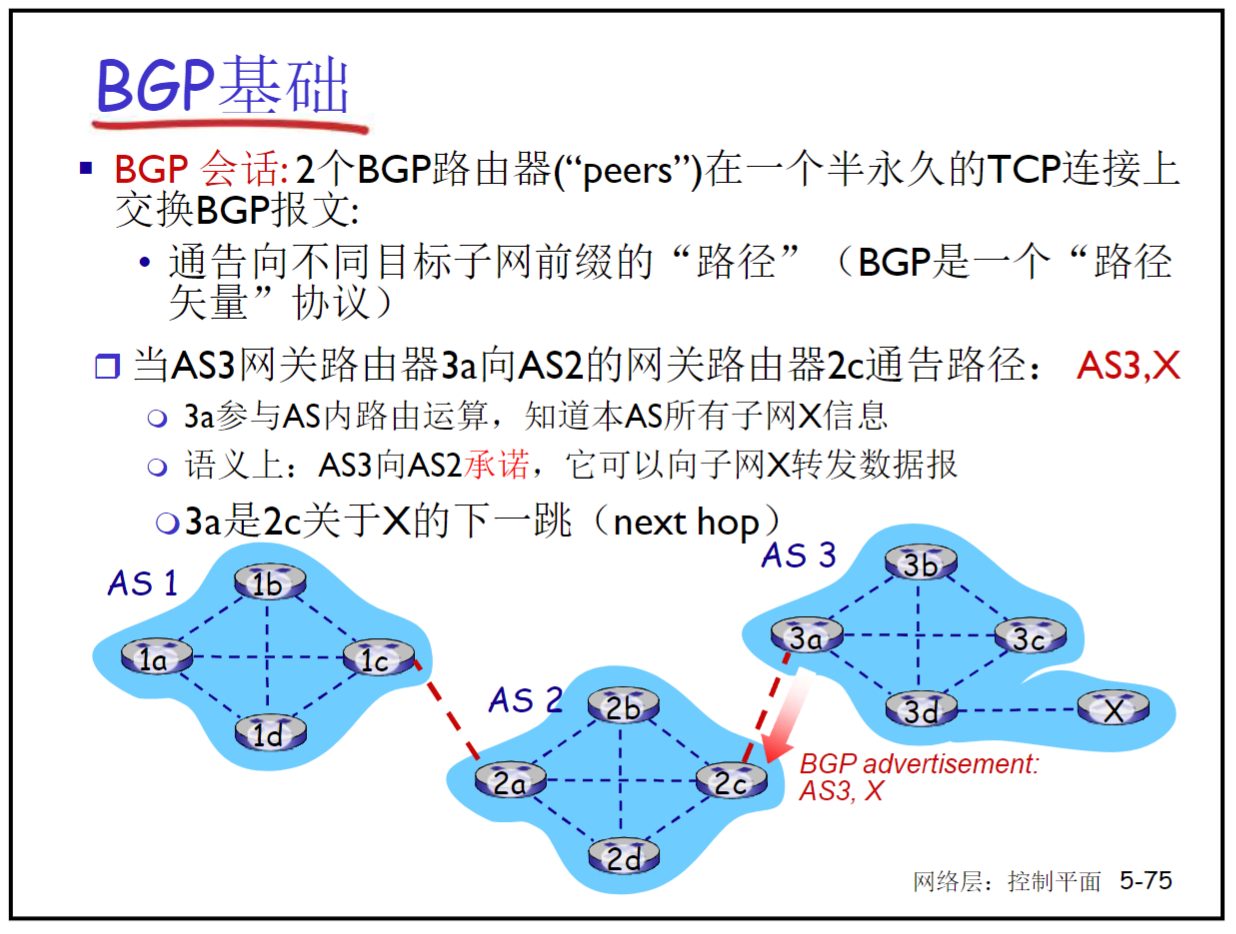 BGP基础
BGP 会话: 2个BGP路由器(“peers”)在一个半永久的TCP连接上
交换BGP报文:
• 通告向不同目标子网前缀的“路径”（BGP是一个“路径
矢量”协议）
当AS3网关路由器3a向AS2的网关路由器2c通告路径： AS3,X
3a参与AS内路由运算，知道本AS所有子网X信息
语义上：AS3向AS2承诺，它可以向子网X转发数据报
3a是2c关于X的下一跳（next hop）
AS 1
1b
1a
1c
1d
AS 2
2b
2a
2c
2d
AS 3
3b
3a
3c
3d
X
BGP advertisement:
AS3, X
网络层：控制平面 5-75